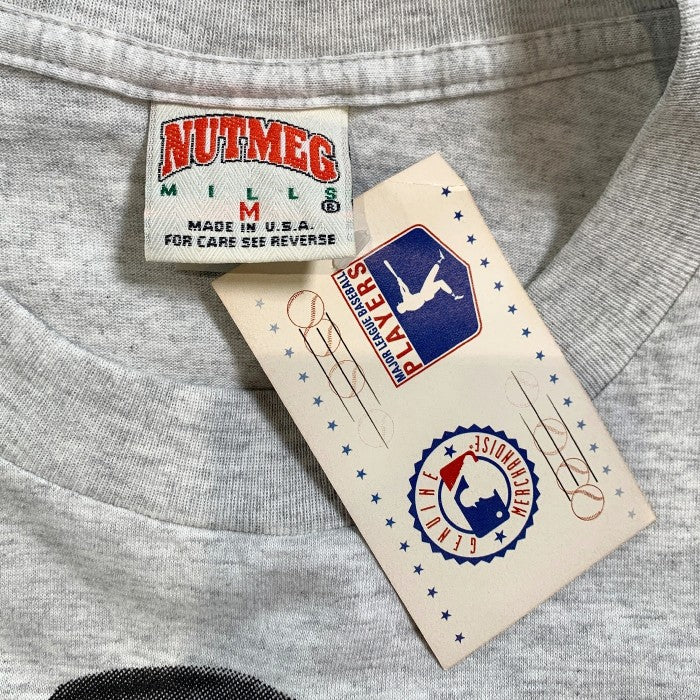 NUTMEG
MILLS®
M
MADE IN U.S.A.
FOR CARE SEE REVERSE
MAJOR LEAGUE BASEBALL
PLAYERS
GENUINE
MERCHANDISE